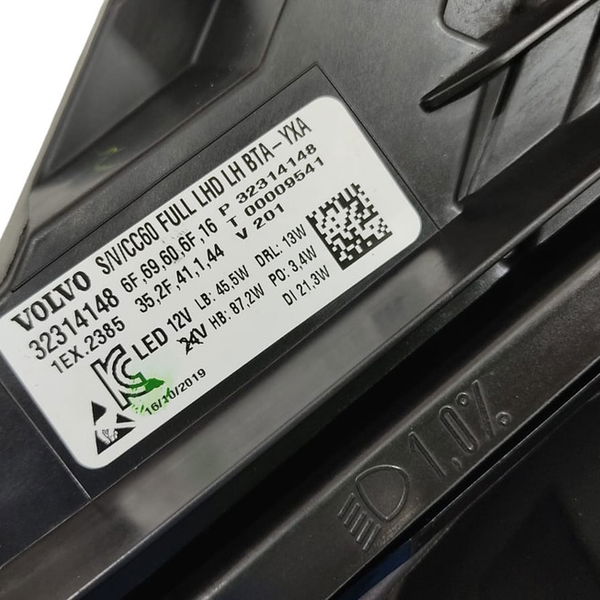 VOLVO S/V/CC60 FULL LHD LH BTA-YXA
32314148 6F,69,60,6F,16 P 32314148
1EX.2385 35,2F,41,1,44 T 00009541
V 201
LED 12V LB: 45.5W DRL: 13W
24V HB: 87.2W PO: 3,4W
DI 21,3W
16/10/2019
1,0%